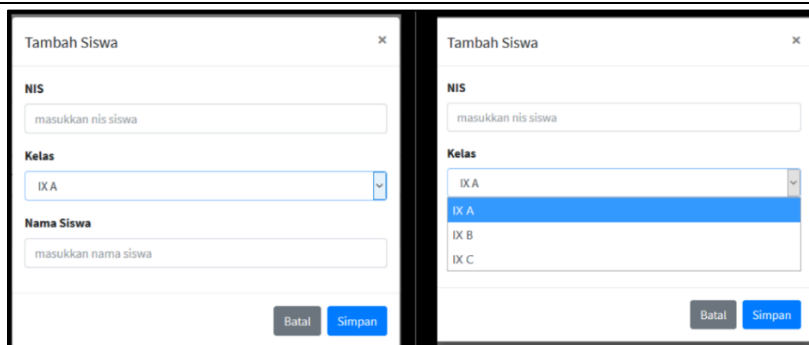 Tambah Siswa ×
NIS
masukkan nis siswa
Kelas
IX A
Nama Siswa
masukkan nama siswa
Batal Simpan
Tambah Siswa ×
NIS
masukkan nis siswa
Kelas
IX A
IX A
IX B
IX C
Batal Simpan